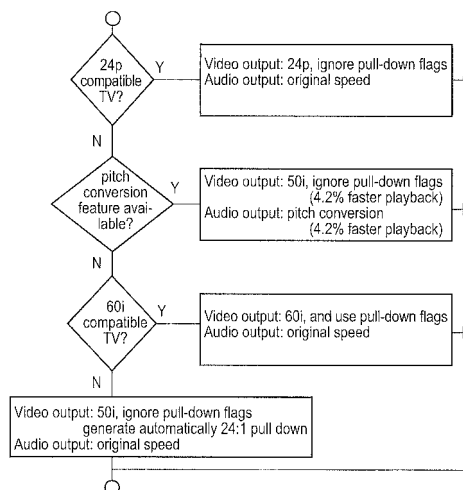 24p
compatible
TV?
Y
Video output: 24p, ignore pull-down flags
Audio output: original speed
N
pitch
conversion
feature avai-
lable?
Y
Video output: 50i, ignore pull-down flags
(4.2% faster playback)
Audio output: pitch conversion
(4.2% faster playback)
N
60i
compatible
TV?
Y
Video output: 60i, and use pull-down flags
Audio output: original speed
N
Video output: 50i, ignore pull-down flags
generate automatically 24:1 pull down
Audio output: original speed